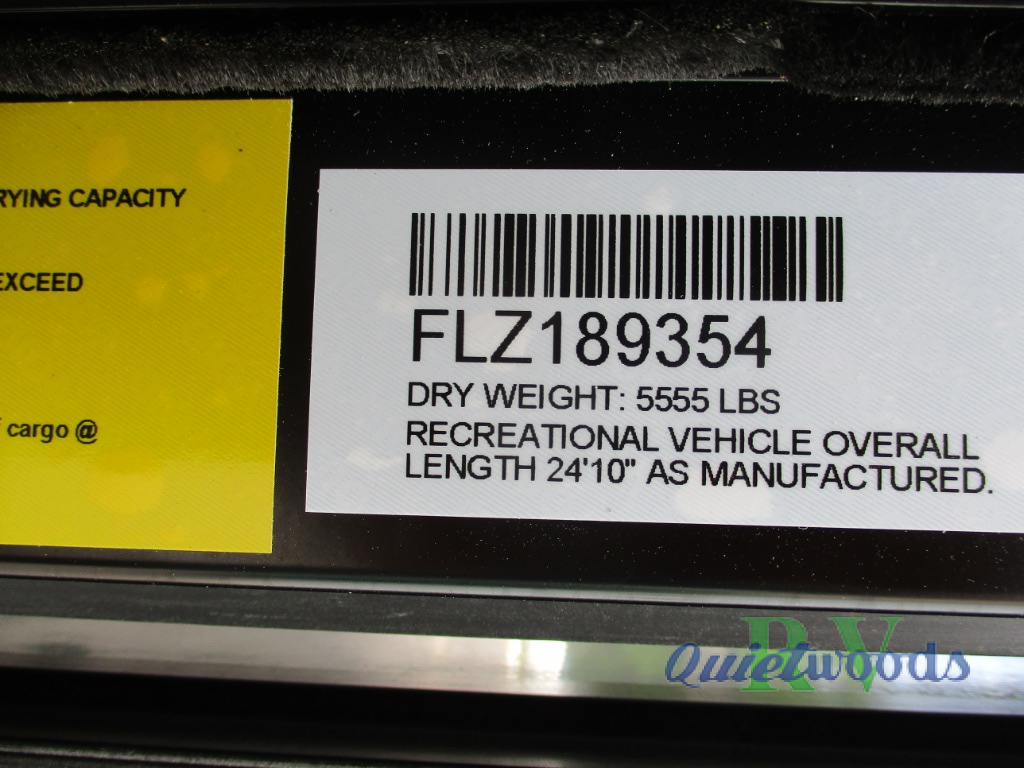 RYING CAPACITY
EXCEED
cargo @
FLZ189354
DRY WEIGHT: 5555 LBS
RECREATIONAL VEHICLE OVERALL
LENGTH 24'10" AS MANUFACTURED.
RV
Quietwoods